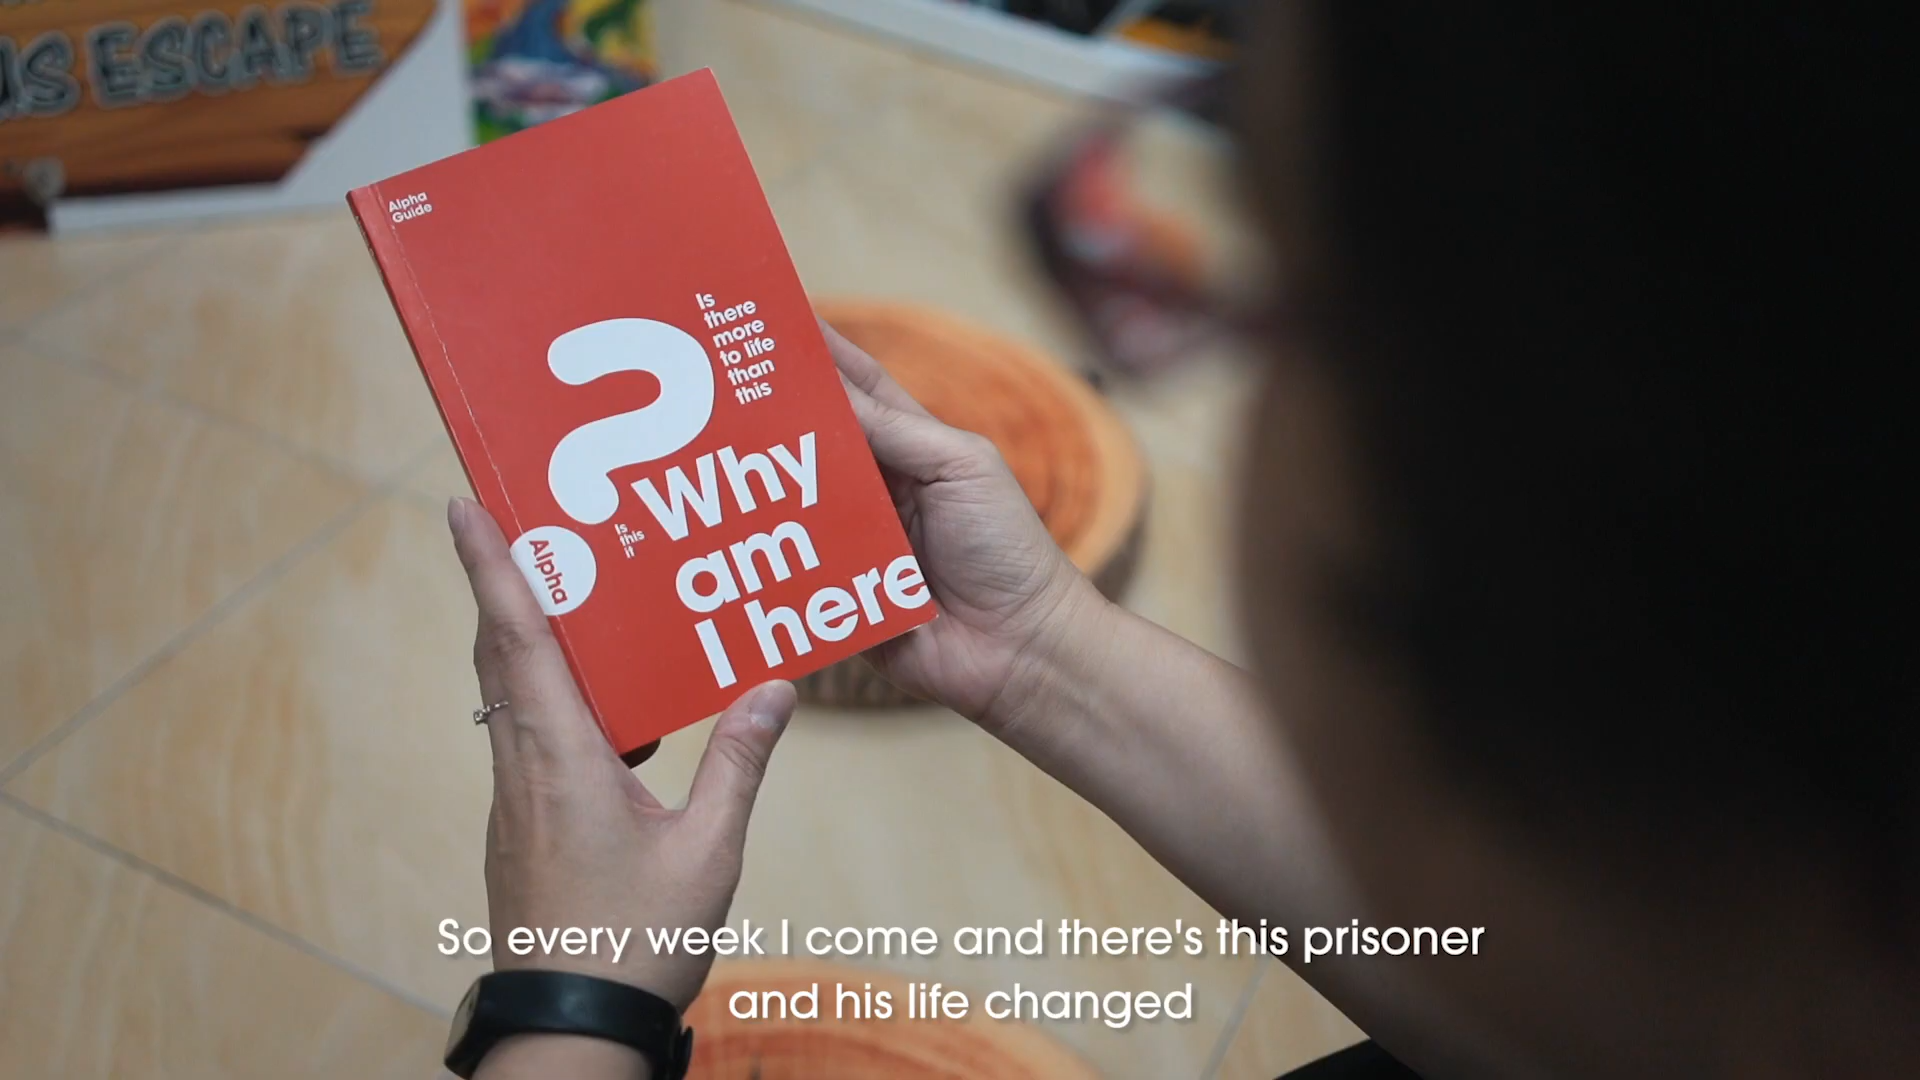 ESCAPE
Alpha
Guide
Is
there
more
to life
than
this
?
Is
this
it
Why
am
I here
Alpha
So every week I come and there's this prisoner
and his life changed